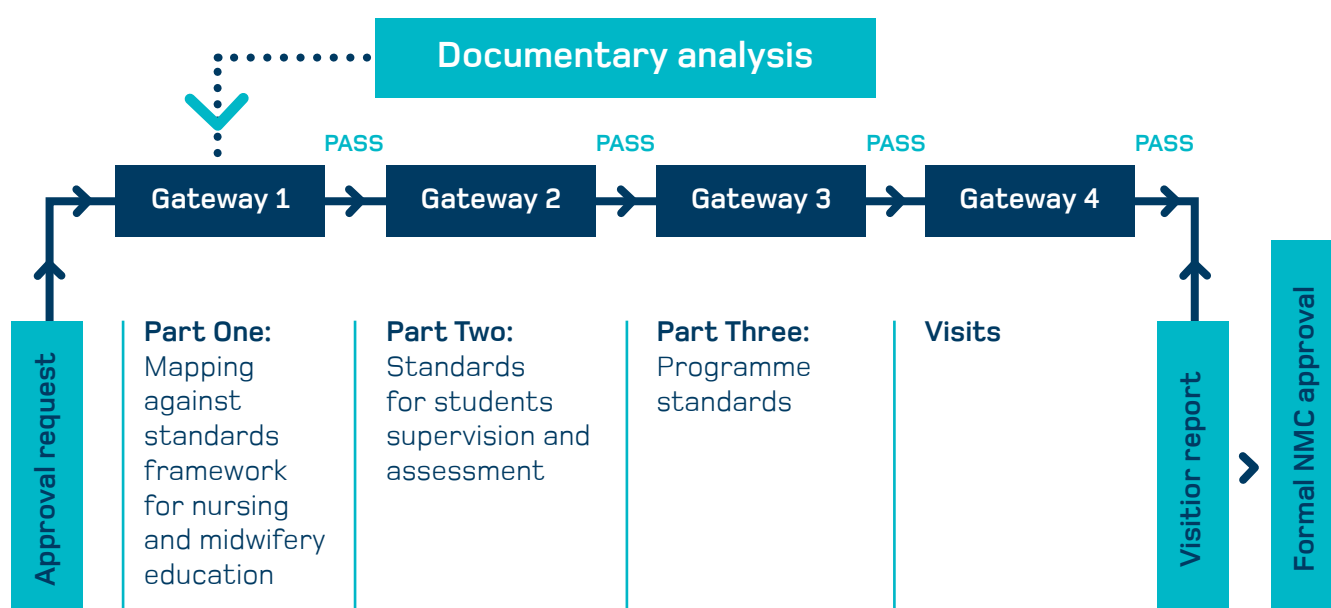 Documentary analysis
PASS
PASS
PASS
PASS
Gateway 1
Gateway 2
Gateway 3
Gateway 4
Approval request
Part One:
Mapping
against
standards
framework
for nursing
and midwifery
education
Part Two:
Standards
for students
supervision and
assessment
Part Three:
Programme
standards
Visits
Visitior report
Formal NMC approval